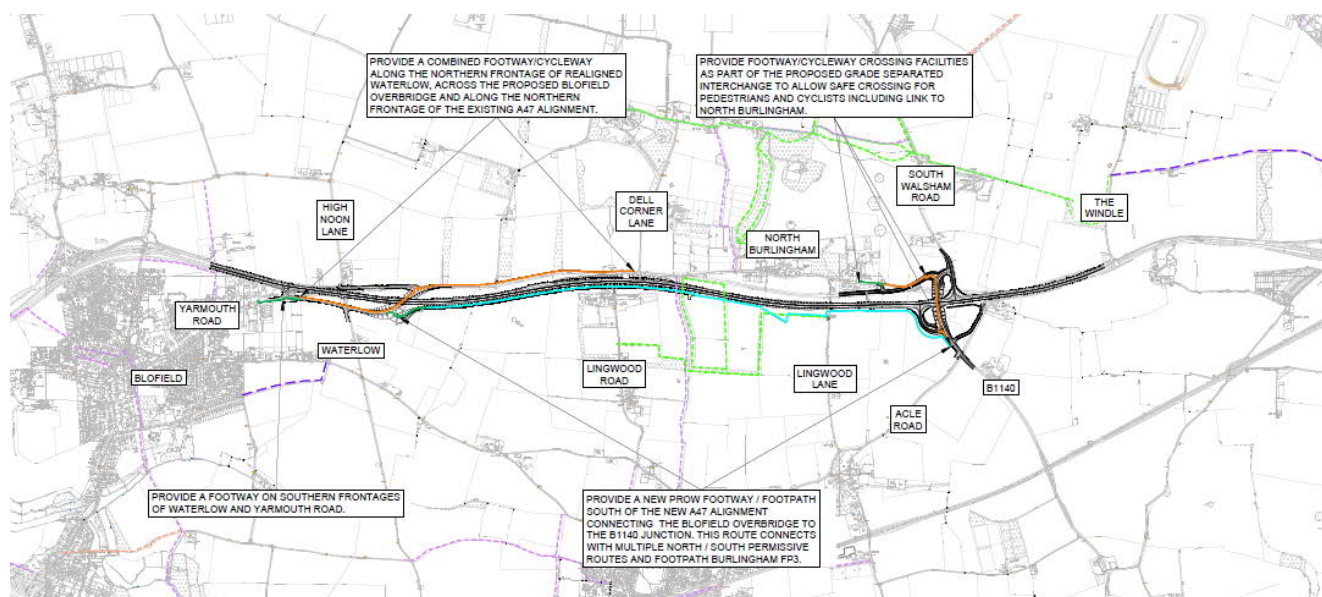 PROVIDE A COMBINED FOOTWAY/CYCLEWAY
ALONG THE NORTHERN FRONTAGE OF REALIGNED
WATERLOW, ACROSS THE PROPOSED BLOFIELD
OVERBRIDGE AND ALONG THE NORTHERN
FRONTAGE OF THE EXISTING A47 ALIGNMENT.
PROVIDE FOOTWAY/CYCLEWAY CROSSING FACILITIES
AS PART OF THE PROPOSED GRADE SEPARATED
INTERCHANGE TO ALLOW SAFE CROSSING FOR
PEDESTRIANS AND CYCLISTS INCLUDING LINK TO
NORTH BURLINGHAM.
HIGH
NOON
LANE
DELL
CORNER
LANE
SOUTH
WALSHAM
ROAD
THE
WINDLE
NORTH
BURLINGHAM
YARMOUTH
ROAD
WATERLOW
BLOFIELD
LINGWOOD
ROAD
LINGWOOD
LANE
B1140
ACLE
ROAD
PROVIDE A FOOTWAY ON SOUTHERN FRONTAGES
OF WATERLOW AND YARMOUTH ROAD.
PROVIDE A NEW PROW FOOTWAY / FOOTPATH
SOUTH OF THE NEW A47 ALIGNMENT
CONNECTING THE BLOFIELD OVERBRIDGE TO
THE B1140 JUNCTION. THIS ROUTE CONNECTS
WITH MULTIPLE NORTH / SOUTH PERMISSIVE
ROUTES AND FOOTPATH BURLINGHAM FP3.